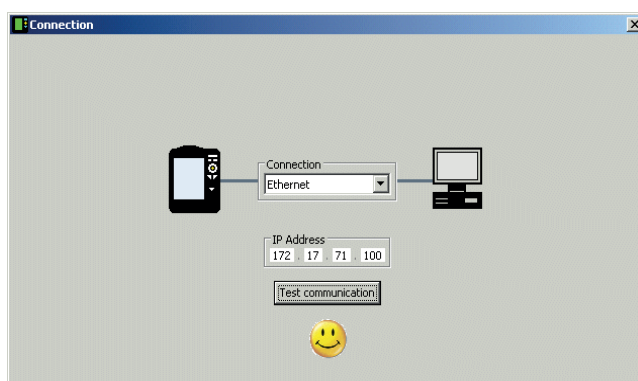 Connection
Connection
Ethernet
IP Address
172 . 17 . 71 . 100
Test communication